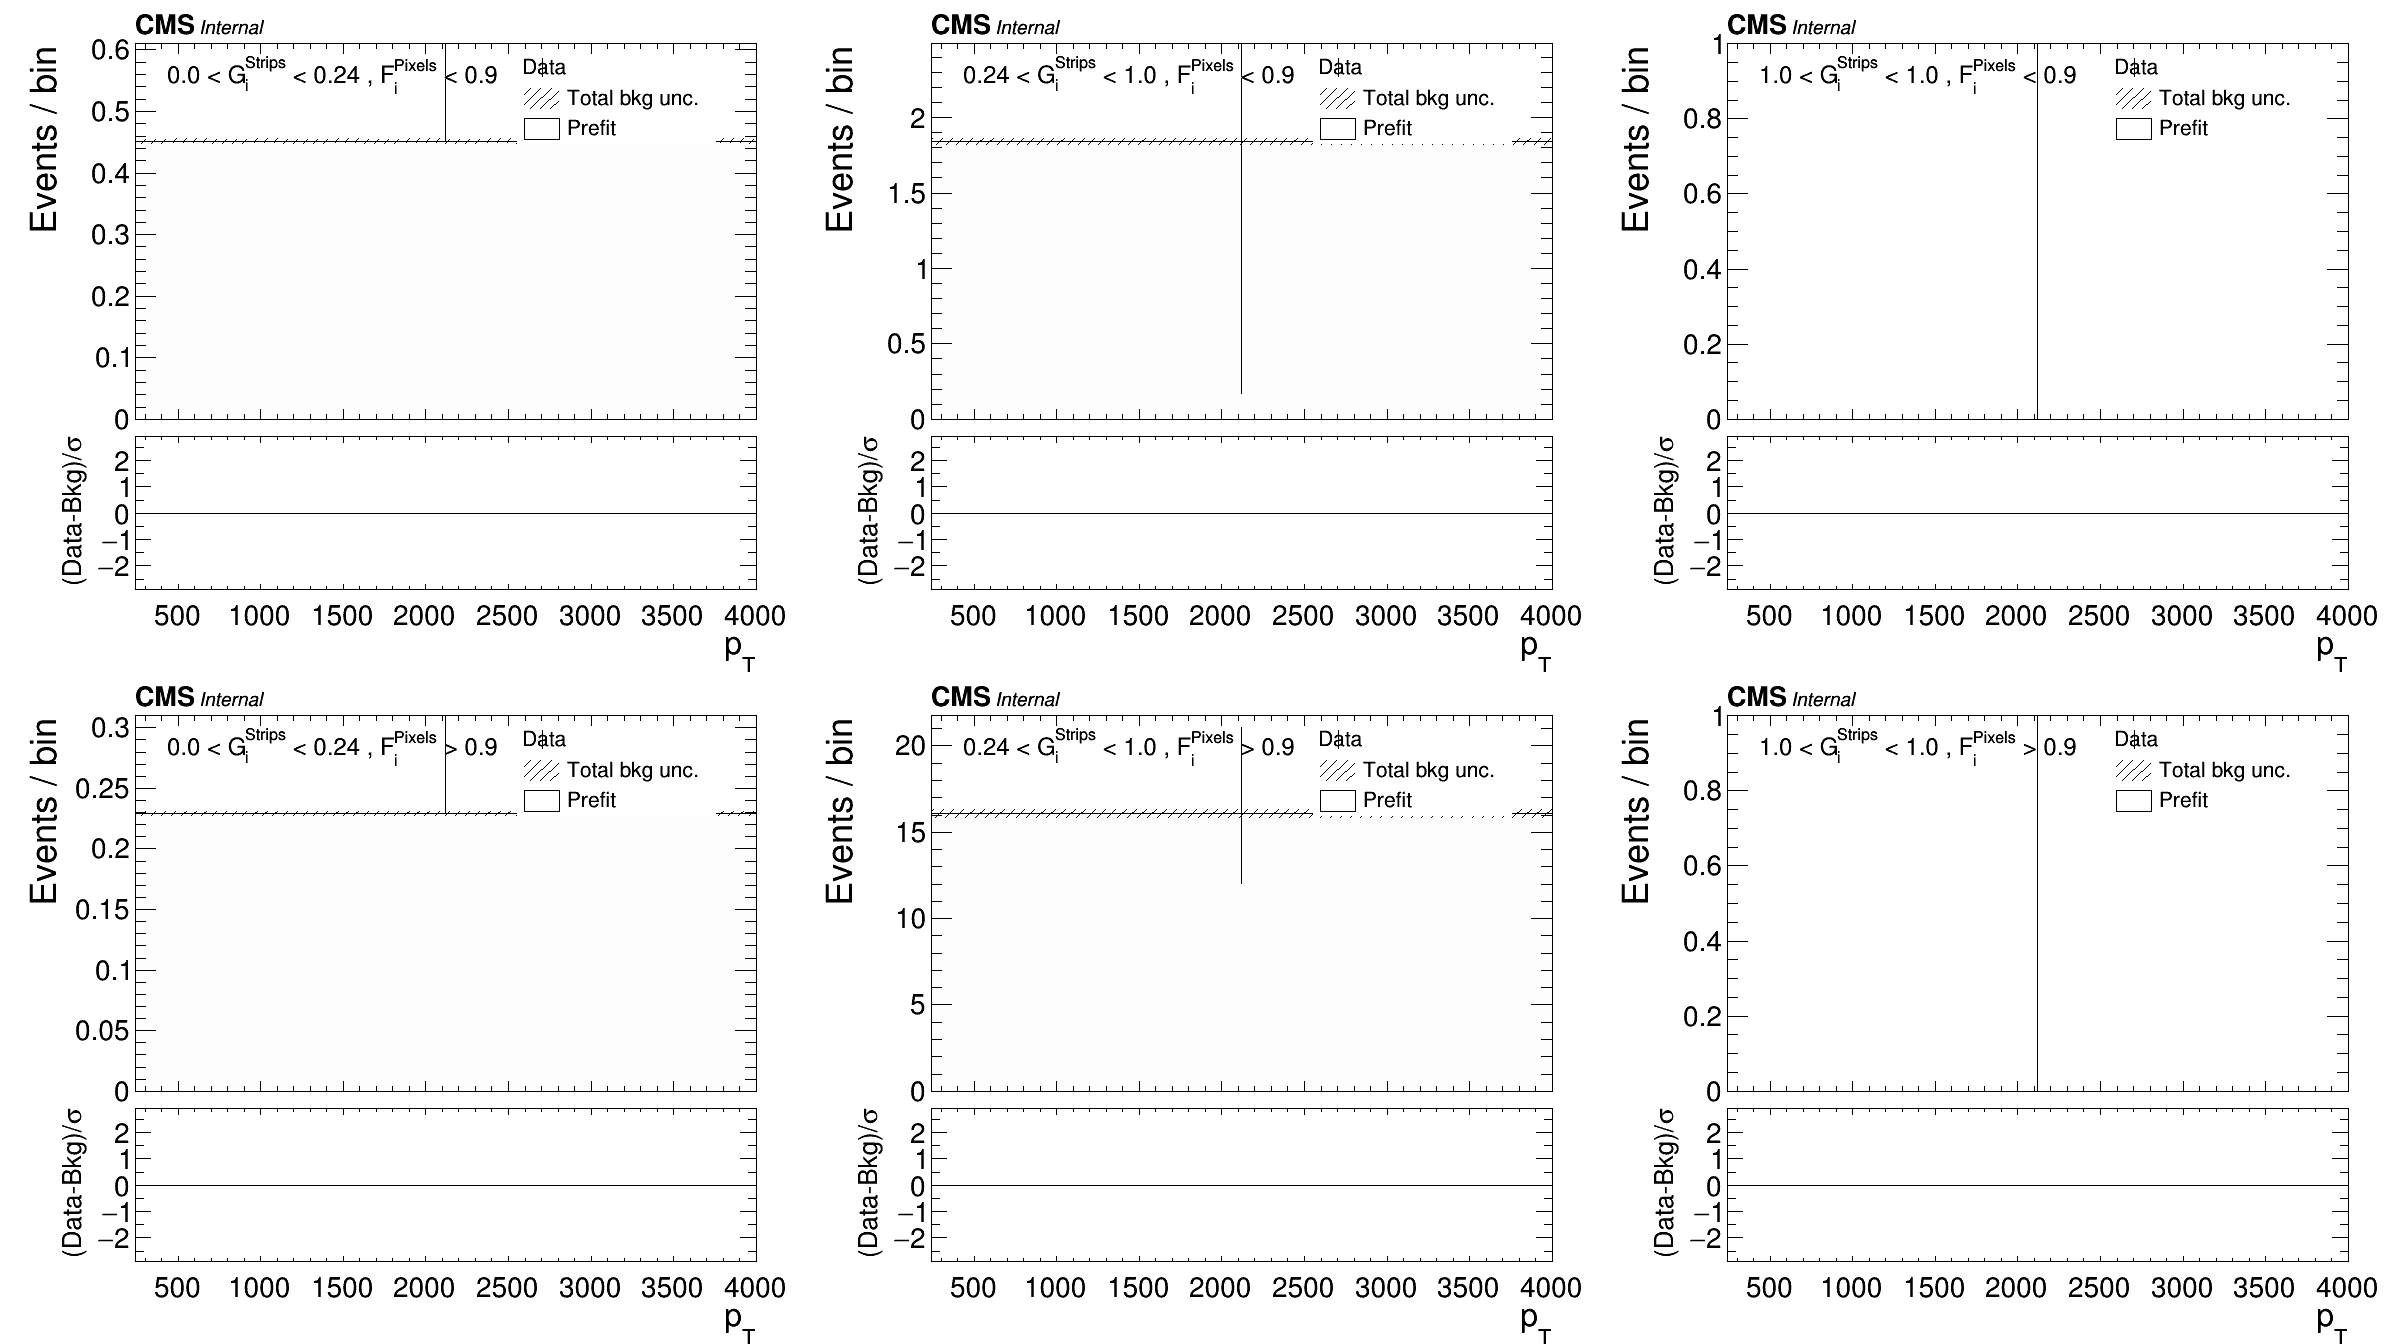 CMS Internal
Events / bin
0.0 < G_i^Strips < 0.24 , F_i^Pixels < 0.9
Data
Total bkg unc.
Prefit
0.6
0.5
0.4
0.3
0.2
0.1
0
(Data-Bkg)/σ
2
1
0
−1
−2
500 1000 1500 2000 2500 3000 3500 4000
p_T
CMS Internal
Events / bin
0.24 < G_i^Strips < 1.0 , F_i^Pixels < 0.9
Data
Total bkg unc.
Prefit
2
1.5
1
0.5
0
(Data-Bkg)/σ
2
1
0
−1
−2
500 1000 1500 2000 2500 3000 3500 4000
p_T
CMS Internal
Events / bin
1.0 < G_i^Strips < 1.0 , F_i^Pixels < 0.9
Data
Total bkg unc.
Prefit
1
0.8
0.6
0.4
0.2
0
(Data-Bkg)/σ
2
1
0
−1
−2
500 1000 1500 2000 2500 3000 3500 4000
p_T
CMS Internal
Events / bin
0.0 < G_i^Strips < 0.24 , F_i^Pixels > 0.9
Data
Total bkg unc.
Prefit
0.3
0.25
0.2
0.15
0.1
0.05
0
(Data-Bkg)/σ
2
1
0
−1
−2
500 1000 1500 2000 2500 3000 3500 4000
p_T
CMS Internal
Events / bin
0.24 < G_i^Strips < 1.0 , F_i^Pixels > 0.9
Data
Total bkg unc.
Prefit
20
15
10
5
0
(Data-Bkg)/σ
2
1
0
−1
−2
500 1000 1500 2000 2500 3000 3500 4000
p_T
CMS Internal
Events / bin
1.0 < G_i^Strips < 1.0 , F_i^Pixels > 0.9
Data
Total bkg unc.
Prefit
1
0.8
0.6
0.4
0.2
0
(Data-Bkg)/σ
2
1
0
−1
−2
500 1000 1500 2000 2500 3000 3500 4000
p_T